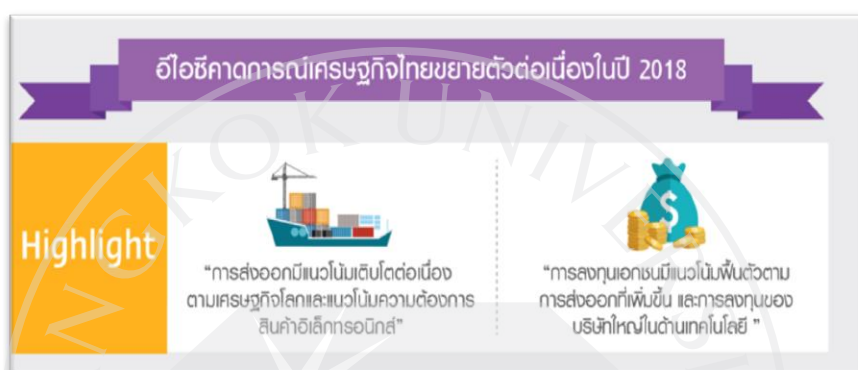 อีไอซีคาดการณ์เศรษฐกิจไทยขยายตัวต่อเนื่องในปี 2018
Highlight
“การส่งออกมีแนวโน้มเติบโตต่อเนื่อง
ตามเศรษฐกิจโลกและแนวโน้มความต้องการ
สินค้าอิเล็กทรอนิกส์”
“การลงทุนเอกชนมีแนวโน้มฟื้นตัวตาม
การส่งออกที่เพิ่มขึ้น และการลงทุนของ
บริษัทใหญ่ในด้านเทคโนโลยี ”
NGKOK UNIVERS